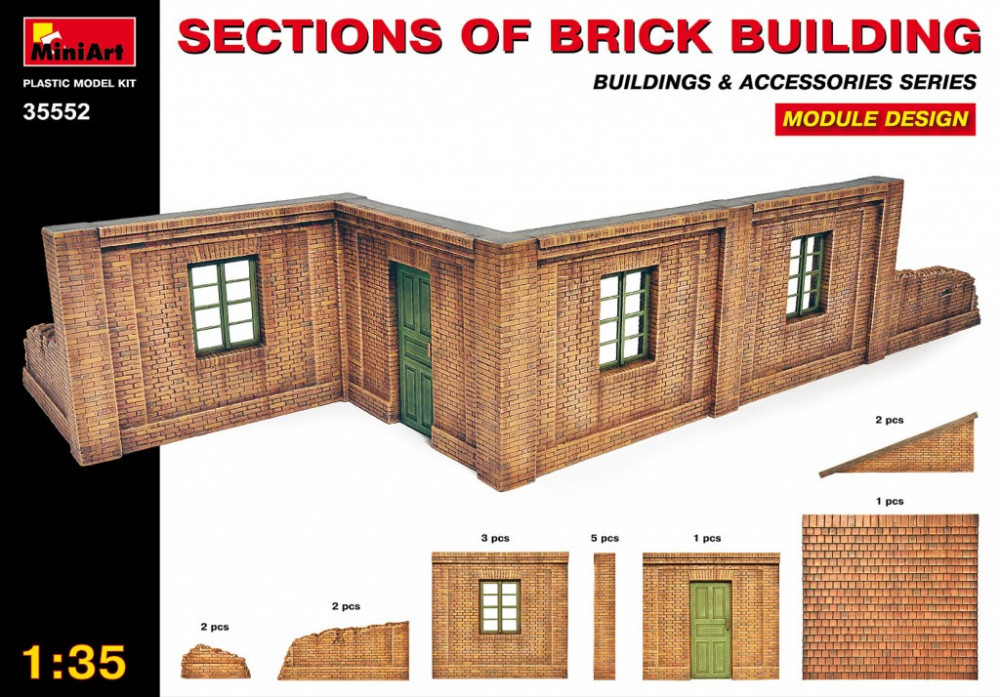 MiniArt
PLASTIC MODEL KIT
35552
SECTIONS OF BRICK BUILDING
BUILDINGS & ACCESSORIES SERIES
MODULE DESIGN
2 pcs
1 pcs
3 pcs
5 pcs
1 pcs
2 pcs
2 pcs
1:35